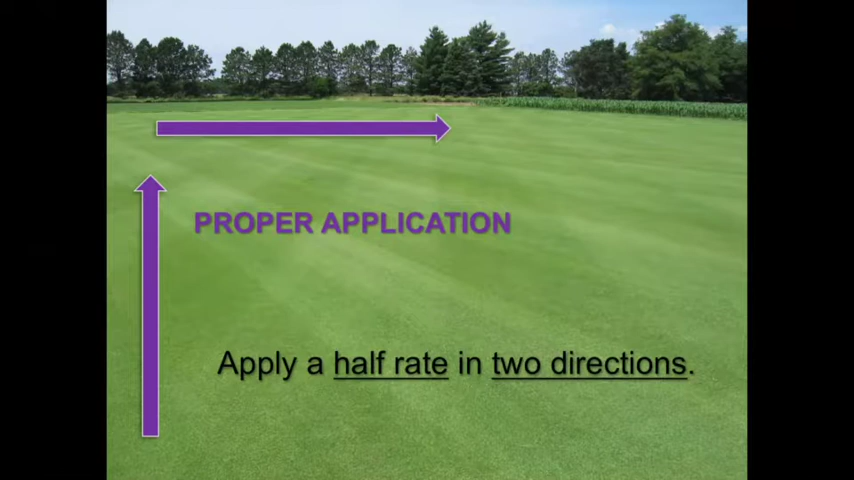 PROPER APPLICATION
Apply a half rate in two directions.